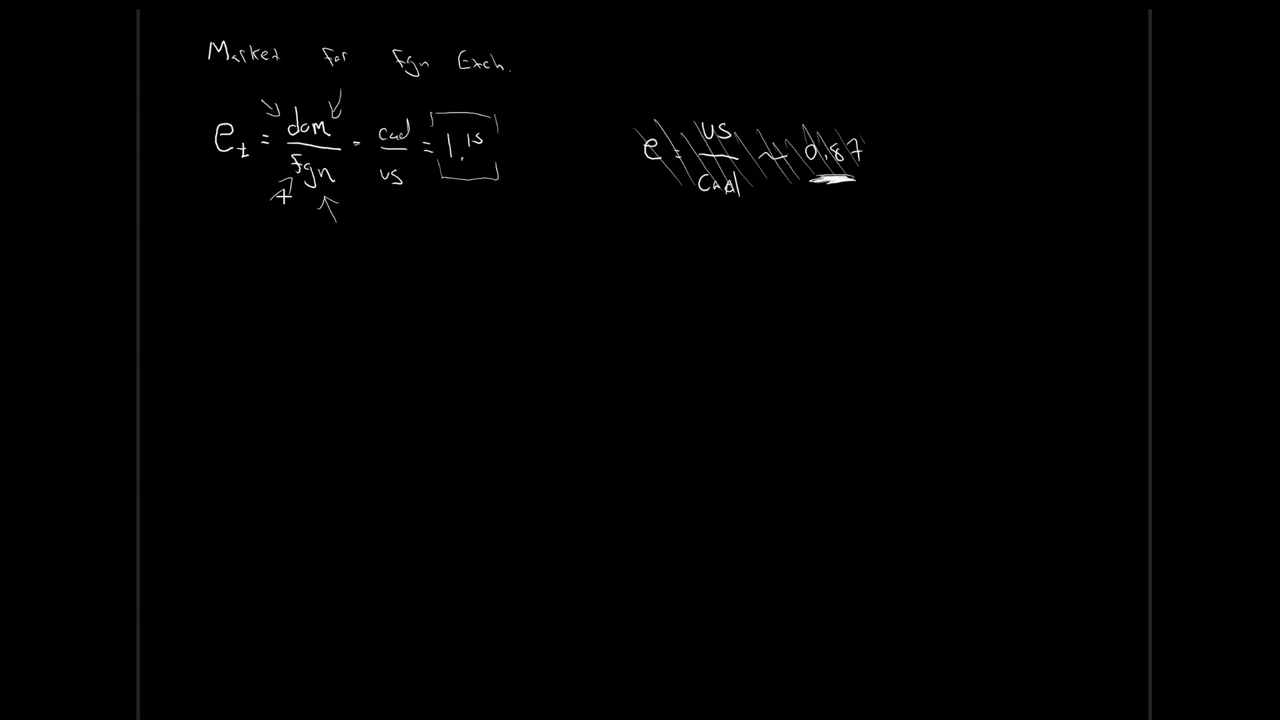 Market for Fgn Exch.
e_t = dom/fgn = cad/us = 1.15
e = us/cad ~ 0.87